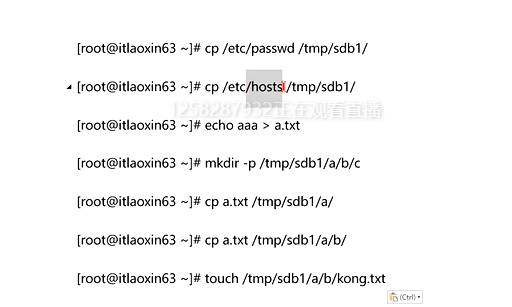 [root@itlaoxin63 ~]# cp /etc/passwd /tmp/sdb1/
[root@itlaoxin63 ~]# cp /etc/hosts /tmp/sdb1/
1258287932正在观看直播
[root@itlaoxin63 ~]# echo aaa > a.txt
[root@itlaoxin63 ~]# mkdir -p /tmp/sdb1/a/b/c
[root@itlaoxin63 ~]# cp a.txt /tmp/sdb1/a/
[root@itlaoxin63 ~]# cp a.txt /tmp/sdb1/a/b/
[root@itlaoxin63 ~]# touch /tmp/sdb1/a/b/kong.txt
(Ctrl)